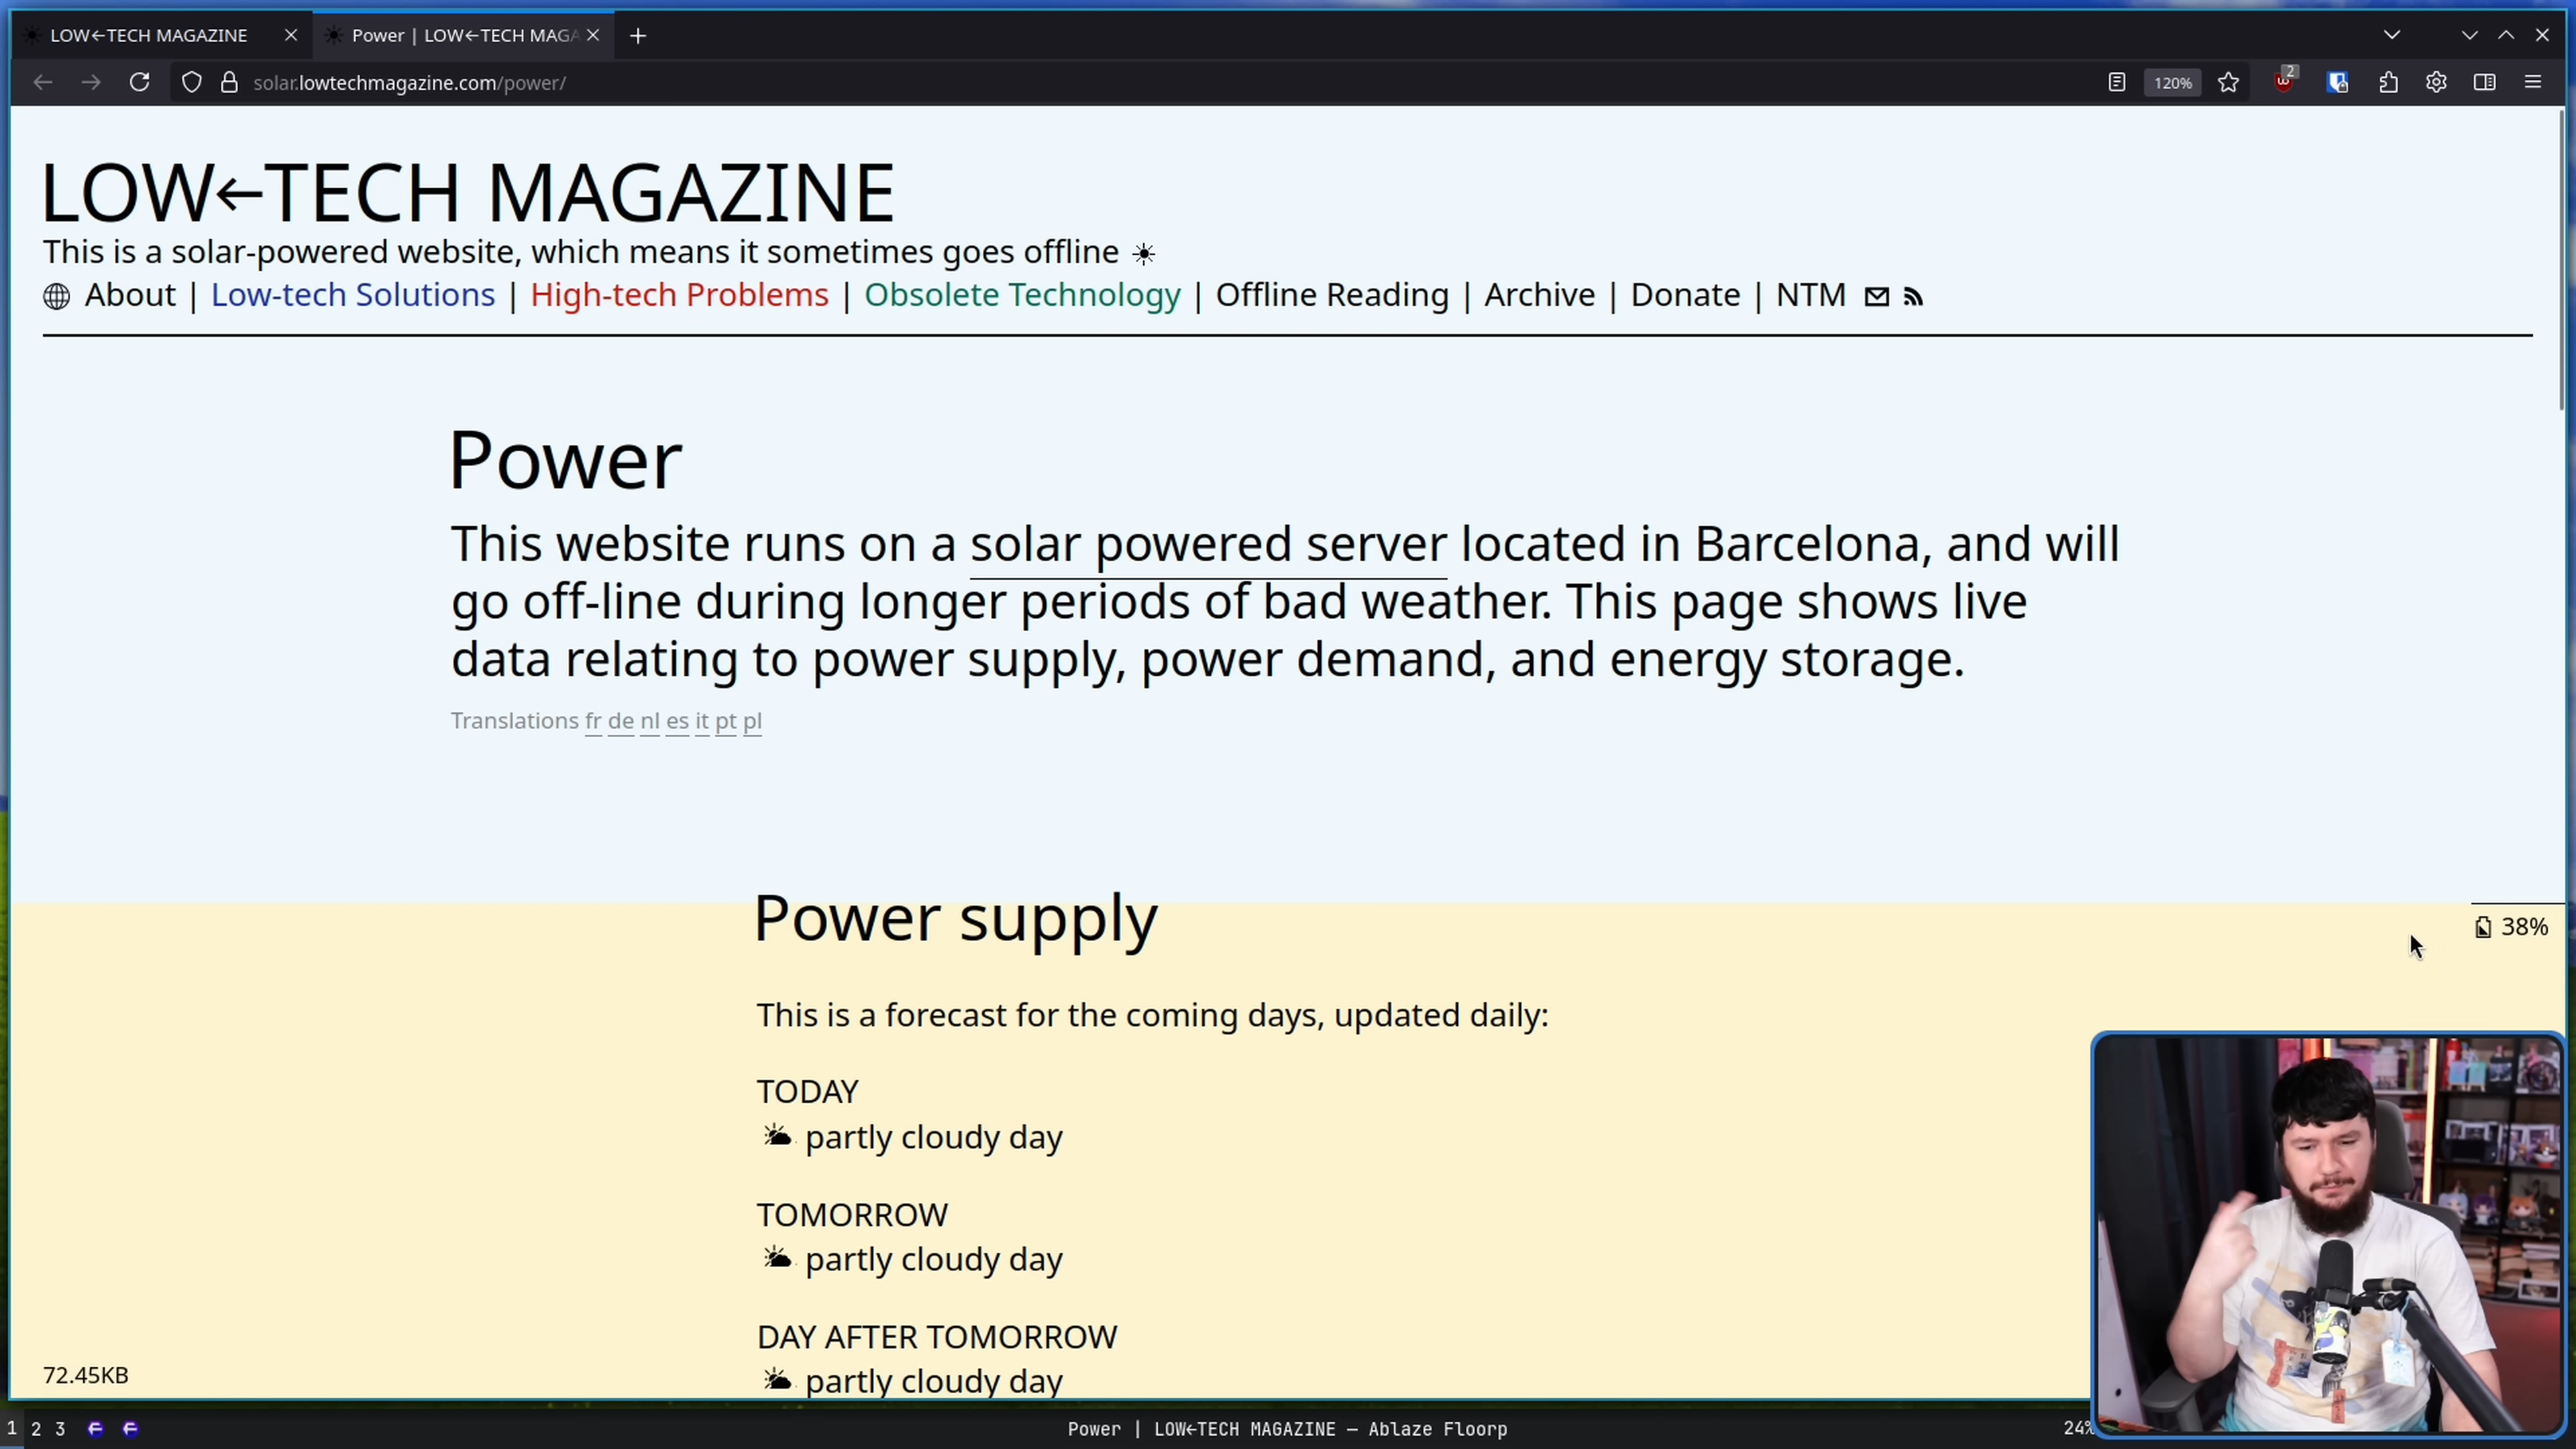 LOW←TECH MAGAZINE
Power | LOW←TECH MAGA
solar.lowtechmagazine.com/power/
120%
2
LOW←TECH MAGAZINE
This is a solar-powered website, which means it sometimes goes offline ☀
About | Low-tech Solutions | High-tech Problems | Obsolete Technology | Offline Reading | Archive | Donate | NTM
Power
This website runs on a solar powered server located in Barcelona, and will
go off-line during longer periods of bad weather. This page shows live
data relating to power supply, power demand, and energy storage.
Translations fr de nl es it pt pl
Power supply
38%
This is a forecast for the coming days, updated daily:
TODAY
partly cloudy day
TOMORROW
partly cloudy day
DAY AFTER TOMORROW
partly cloudy day
72.45KB
1 2 3
Power | LOW←TECH MAGAZINE — Ablaze Floorp
24%